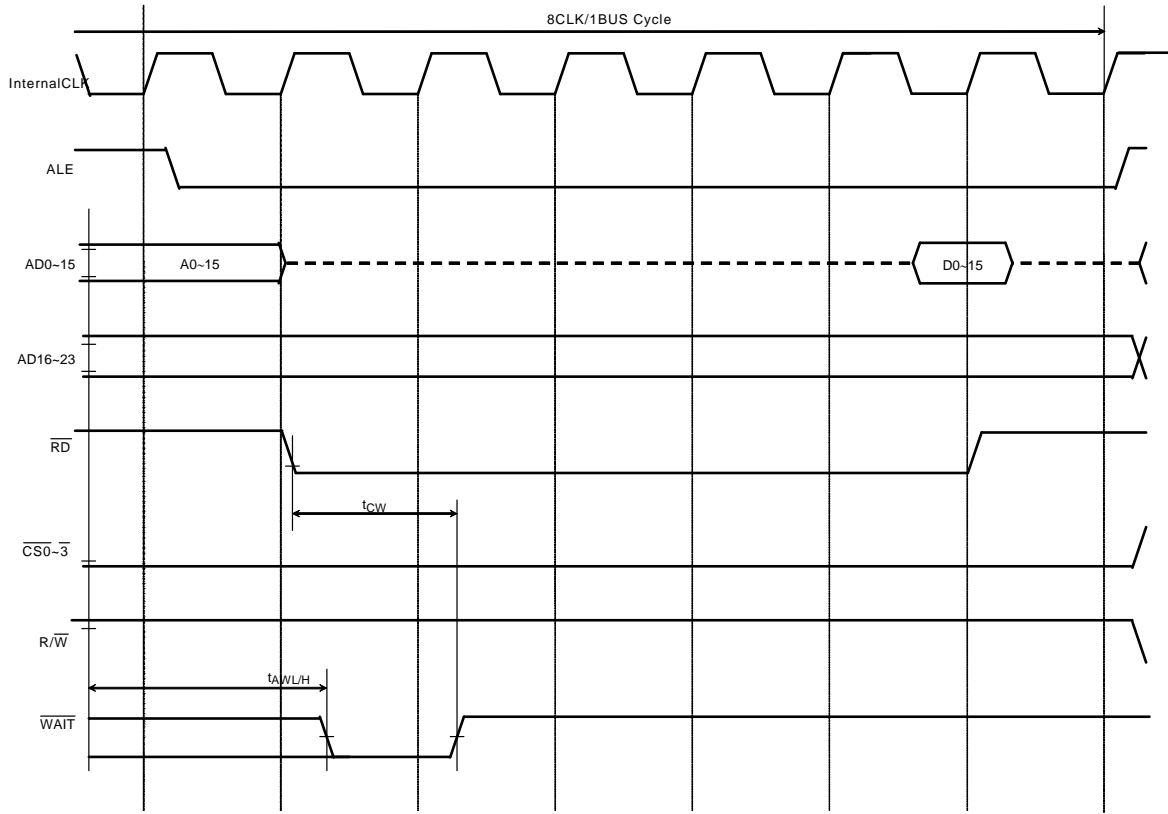 8CLK/1BUS Cycle
InternalCLK
ALE
AD0~15
A0~15
D0~15
AD16~23
RD
tCW
CS0~3
R/W
tAWL/H
WAIT